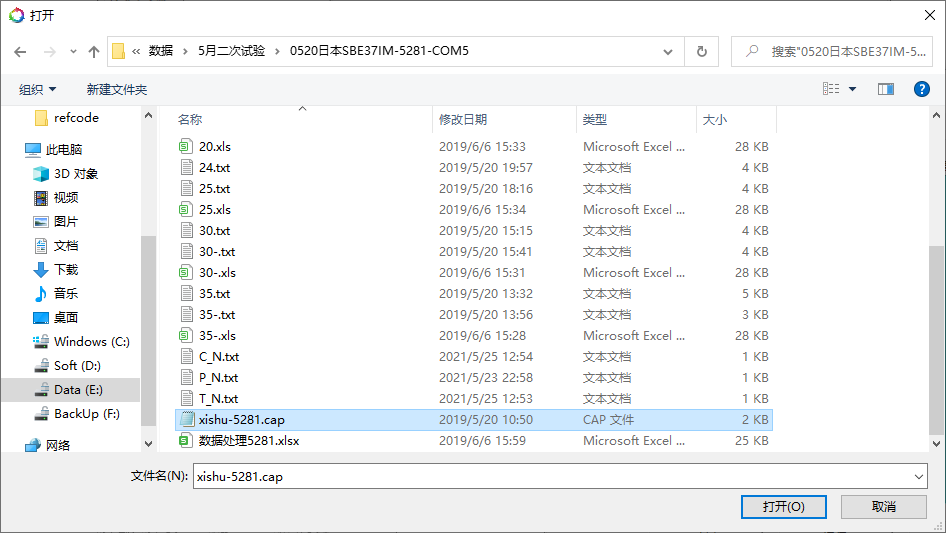 打开
« 数据 › 5月二次试验 › 0520日本SBE37IM-5281-COM5
搜索"0520日本SBE37IM-5...
组织 新建文件夹
refcode
此电脑
3D 对象
视频
图片
文档
下载
音乐
桌面
Windows (C:)
Soft (D:)
Data (E:)
BackUp (F:)
网络
名称 修改日期 类型 大小
20.xls 2019/6/6 15:33 Microsoft Excel ... 28 KB
24.txt 2019/5/20 19:57 文本文档 4 KB
25.txt 2019/5/20 18:16 文本文档 4 KB
25.xls 2019/6/6 15:34 Microsoft Excel ... 28 KB
30.txt 2019/5/20 15:15 文本文档 4 KB
30-.txt 2019/5/20 15:41 文本文档 4 KB
30-.xls 2019/6/6 15:31 Microsoft Excel ... 28 KB
35.txt 2019/5/20 13:32 文本文档 5 KB
35-.txt 2019/5/20 13:56 文本文档 3 KB
35-.xls 2019/6/6 15:28 Microsoft Excel ... 28 KB
C_N.txt 2021/5/25 12:54 文本文档 1 KB
P_N.txt 2021/5/23 22:58 文本文档 1 KB
T_N.txt 2021/5/25 12:53 文本文档 1 KB
xishu-5281.cap 2019/5/20 10:50 CAP 文件 2 KB
数据处理5281.xlsx 2019/6/6 15:59 Microsoft Excel ... 25 KB
文件名(N): xishu-5281.cap
打开(O) 取消